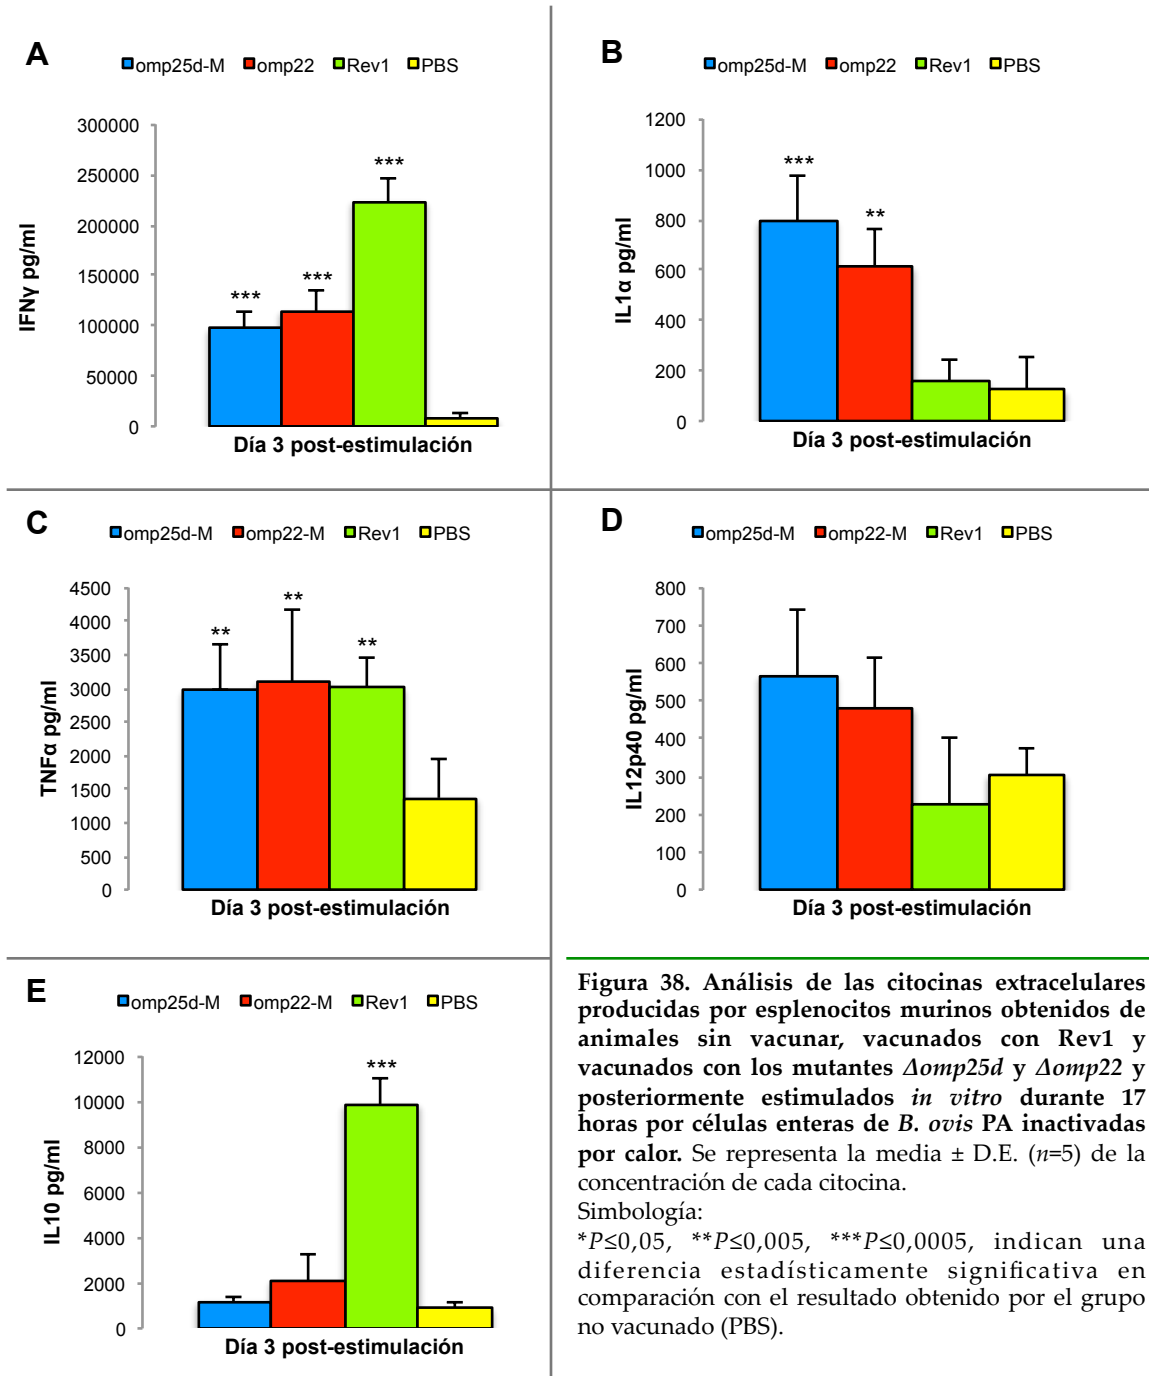 A
omp25d-M omp22 Rev1 PBS
300000
250000
200000
150000
100000
50000
0
IFNγ pg/ml
*** *** ***
Día 3 post-estimulación
B
omp25d-M omp22 Rev1 PBS
1200
1000
800
600
400
200
0
IL1α pg/ml
*** **
Día 3 post-estimulación
C
omp25d-M omp22-M Rev1 PBS
4500
4000
3500
3000
2500
2000
1500
1000
500
0
TNFα pg/ml
** ** **
Día 3 post-estimulación
D
omp25d-M omp22-M Rev1 PBS
800
700
600
500
400
300
200
100
0
IL12p40 pg/ml
Día 3 post-estimulación
E
omp25d-M omp22-M Rev1 PBS
12000
10000
8000
6000
4000
2000
0
IL10 pg/ml
***
Día 3 post-estimulación
Figura 38. Análisis de las citocinas extracelulares
producidas por esplenocitos murinos obtenidos de
animales sin vacunar, vacunados con Rev1 y
vacunados con los mutantes Δomp25d y Δomp22 y
posteriormente estimulados in vitro durante 17
horas por células enteras de B. ovis PA inactivadas
por calor. Se representa la media ± D.E. (n=5) de la
concentración de cada citocina.
Simbología:
*P≤0,05, **P≤0,005, ***P≤0,0005, indican una
diferencia estadísticamente significativa en
comparación con el resultado obtenido por el grupo
no vacunado (PBS).